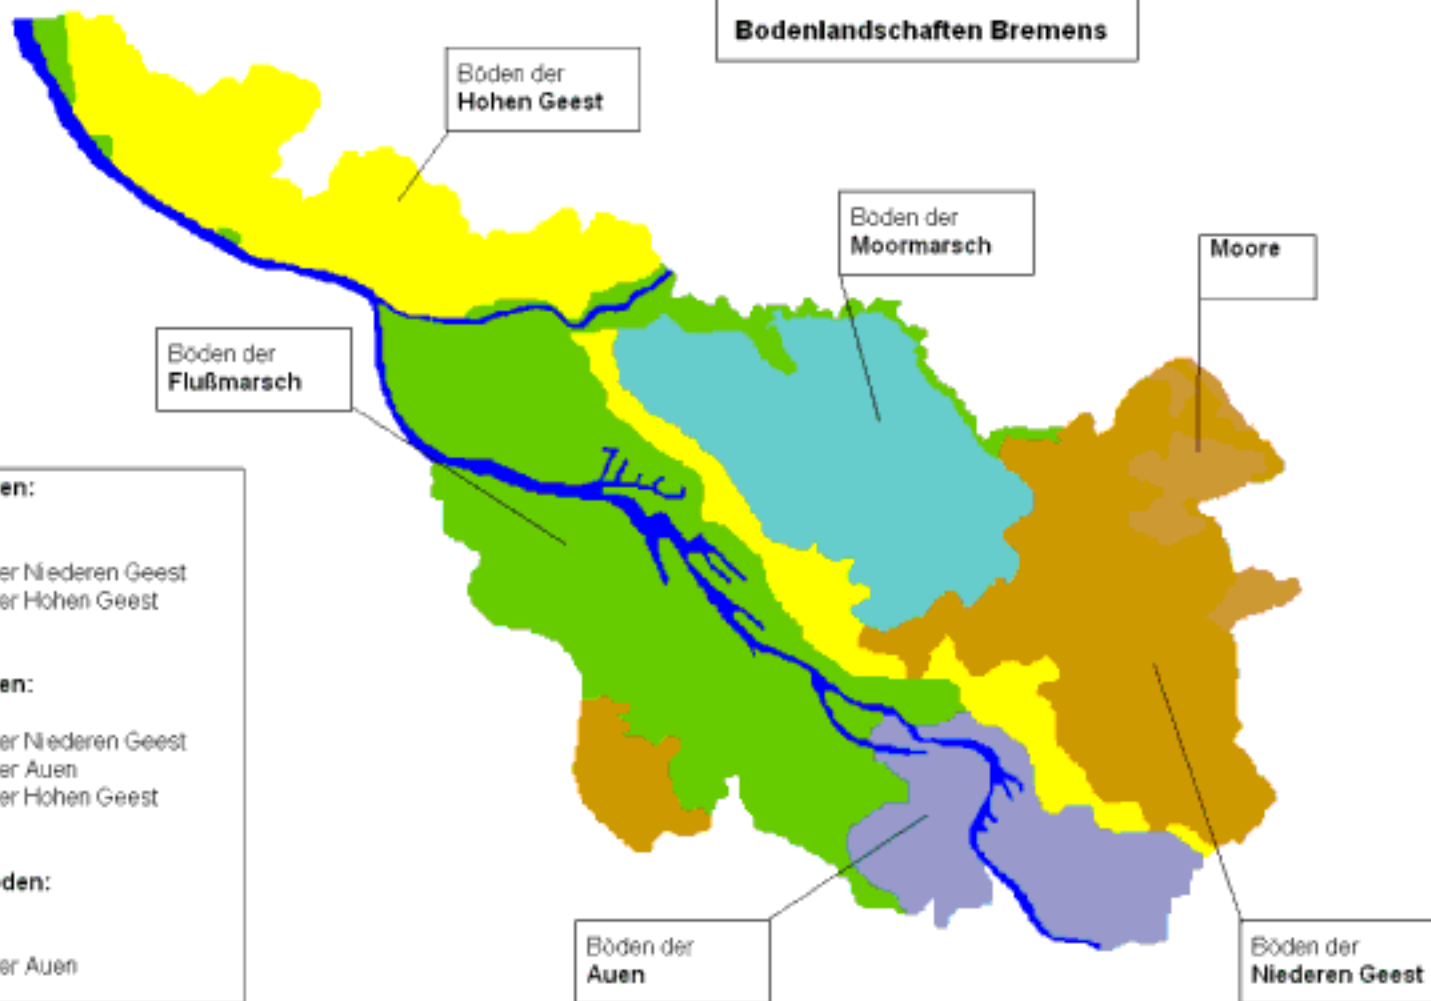 Bodenlandschaften Bremens
Böden der
Hohen Geest
Böden der
Moormarsch
Moore
Böden der
Flußmarsch
en:
er Niederen Geest
er Hohen Geest
en:
er Niederen Geest
er Auen
er Hohen Geest
den:
er Auen
Böden der
Auen
Böden der
Niederen Geest